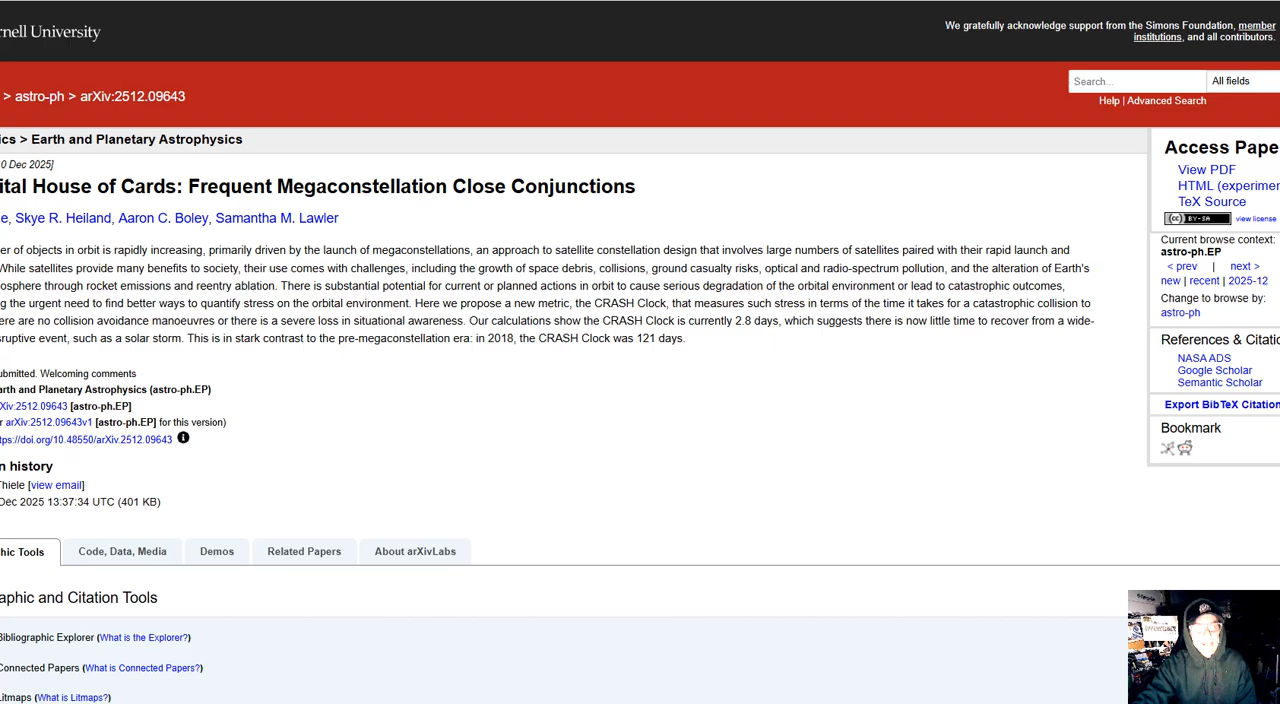 rnell University
We gratefully acknowledge support from the Simons Foundation, member
institutions, and all contributors.
> astro-ph > arXiv:2512.09643
Search...
All fields
Help | Advanced Search
ics > Earth and Planetary Astrophysics
0 Dec 2025]
ital House of Cards: Frequent Megaconstellation Close Conjunctions
e, Skye R. Heiland, Aaron C. Boley, Samantha M. Lawler
er of objects in orbit is rapidly increasing, primarily driven by the launch of megaconstellations, an approach to satellite constellation design that involves large numbers of satellites paired with their rapid launch and
While satellites provide many benefits to society, their use comes with challenges, including the growth of space debris, collisions, ground casualty risks, optical and radio-spectrum pollution, and the alteration of Earth's
osphere through rocket emissions and reentry ablation. There is substantial potential for current or planned actions in orbit to cause serious degradation of the orbital environment or lead to catastrophic outcomes,
g the urgent need to find better ways to quantify stress on the orbital environment. Here we propose a new metric, the CRASH Clock, that measures such stress in terms of the time it takes for a catastrophic collision to
ere are no collision avoidance manoeuvres or there is a severe loss in situational awareness. Our calculations show the CRASH Clock is currently 2.8 days, which suggests there is now little time to recover from a wide-
sruptive event, such as a solar storm. This is in stark contrast to the pre-megaconstellation era: in 2018, the CRASH Clock was 121 days.
ubmitted. Welcoming comments
arth and Planetary Astrophysics (astro-ph.EP)
Xiv:2512.09643 [astro-ph.EP]
r arXiv:2512.09643v1 [astro-ph.EP] for this version)
tps://doi.org/10.48550/arXiv.2512.09643
n history
Thiele [view email]
Dec 2025 13:37:34 UTC (401 KB)
Access Pape
View PDF
HTML (experimen
TeX Source
(cc) BY-SA view license
Current browse context:
astro-ph.EP
< prev | next >
new | recent | 2025-12
Change to browse by:
astro-ph
References & Citatio
NASA ADS
Google Scholar
Semantic Scholar
Export BibTeX Citation
Bookmark
hic Tools
Code, Data, Media
Demos
Related Papers
About arXivLabs
aphic and Citation Tools
Bibliographic Explorer (What is the Explorer?)
Connected Papers (What is Connected Papers?)
Litmaps (What is Litmaps?)